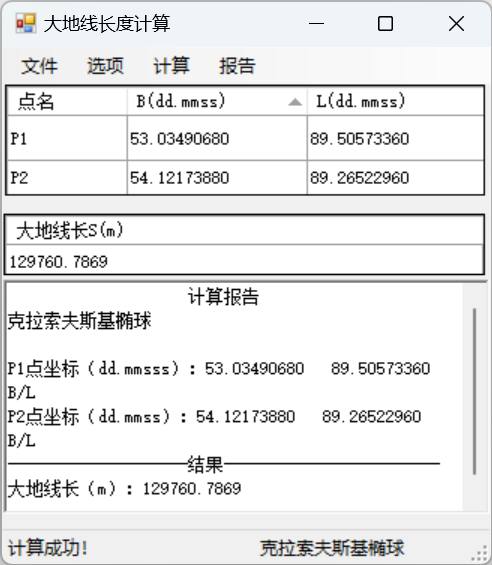 大地线长度计算
文件 选项 计算 报告
点名 B(dd.mmss) L(dd.mmss)
P1 53.03490680 89.50573360
P2 54.12173880 89.26522960
大地线长S(m)
129760.7869
计算报告
克拉索夫斯基椭球
P1点坐标（dd.mmsss）：53.03490680 89.50573360
B/L
P2点坐标（dd.mmss）：54.12173880 89.26522960
B/L
————————结果————————
大地线长（m）：129760.7869
计算成功! 克拉索夫斯基椭球